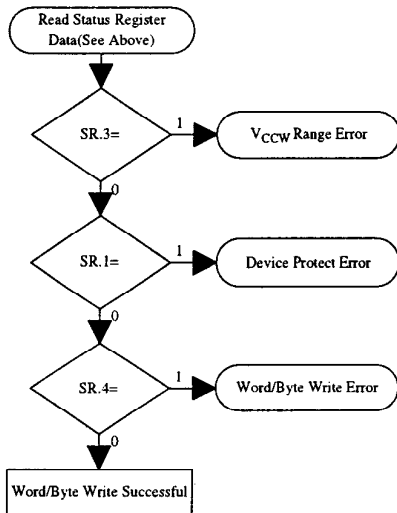 Read Status Register
Data(See Above)
SR.3=
1
VCCW Range Error
0
SR.1=
1
Device Protect Error
0
SR.4=
1
Word/Byte Write Error
0
Word/Byte Write Successful